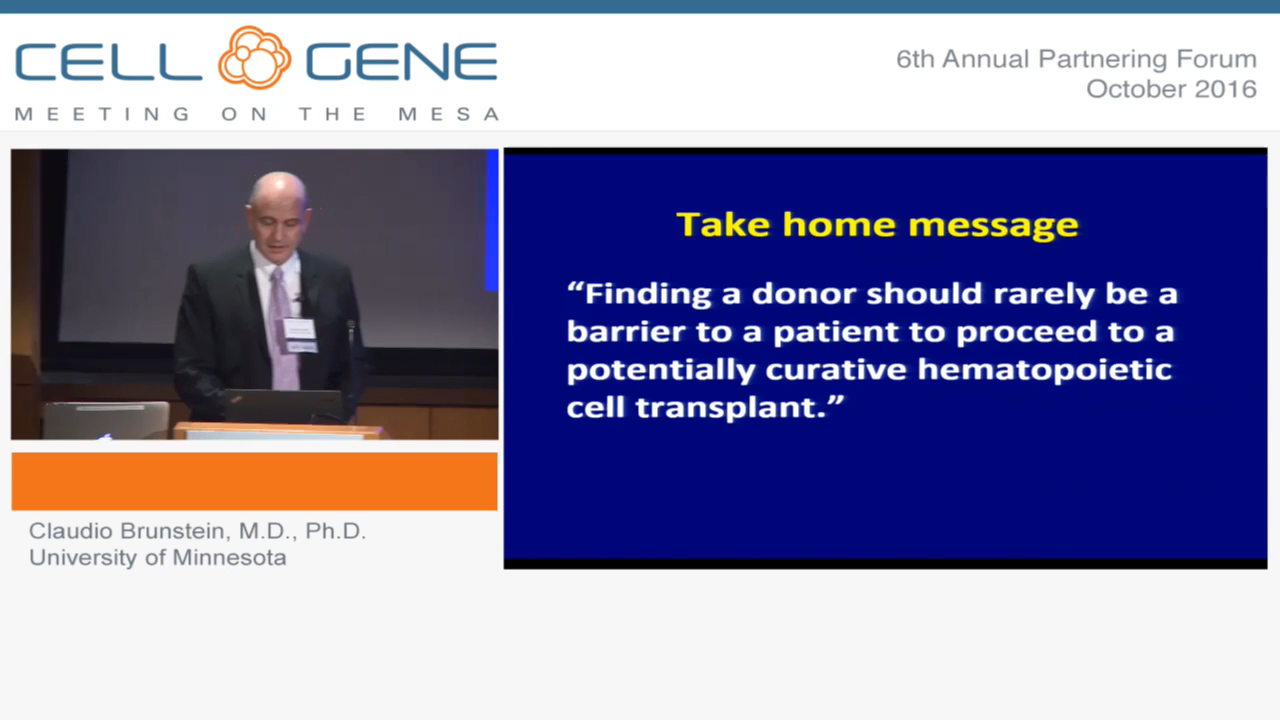 CELL GENE
MEETING ON THE MESA
6th Annual Partnering Forum
October 2016
Take home message
“Finding a donor should rarely be a
barrier to a patient to proceed to a
potentially curative hematopoietic
cell transplant.”
Claudio Brunstein, M.D., Ph.D.
University of Minnesota